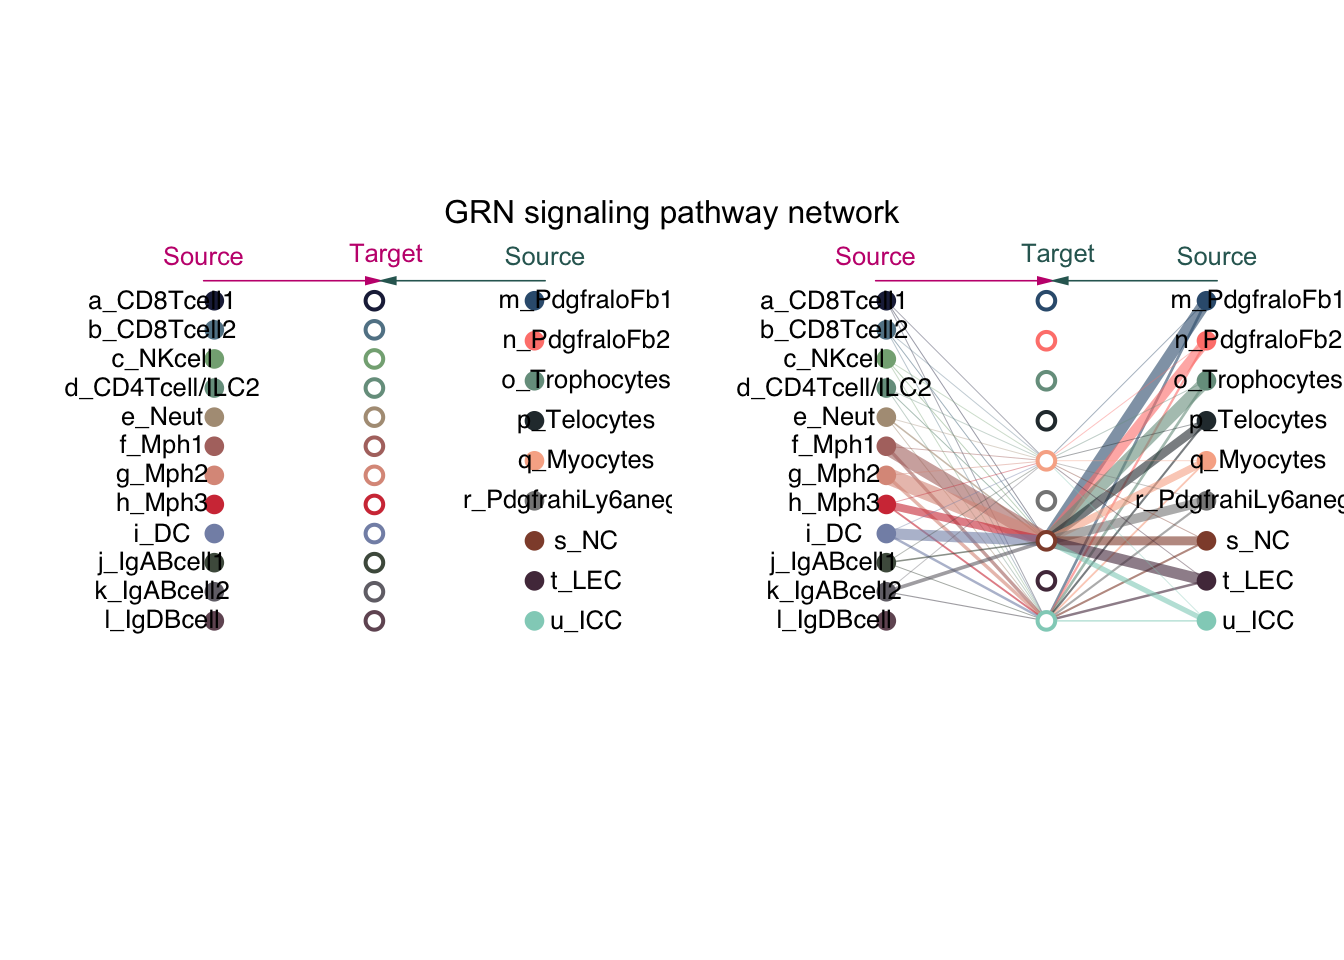 GRN signaling pathway network
Source Target Source
a_CD8Tcell1
b_CD8Tcell2
c_NKcell
d_CD4Tcell/ILC2
e_Neut
f_Mph1
g_Mph2
h_Mph3
i_DC
j_IgABcell1
k_IgABcell2
l_IgDBcell
m_PdgfraloFb1
n_PdgfraloFb2
o_Trophocytes
p_Telocytes
q_Myocytes
r_PdgfrahiLy6aneg
s_NC
t_LEC
u_ICC
Source Target Source
a_CD8Tcell1
b_CD8Tcell2
c_NKcell
d_CD4Tcell/ILC2
e_Neut
f_Mph1
g_Mph2
h_Mph3
i_DC
j_IgABcell1
k_IgABcell2
l_IgDBcell
m_PdgfraloFb1
n_PdgfraloFb2
o_Trophocytes
p_Telocytes
q_Myocytes
r_PdgfrahiLy6aneg
s_NC
t_LEC
u_ICC